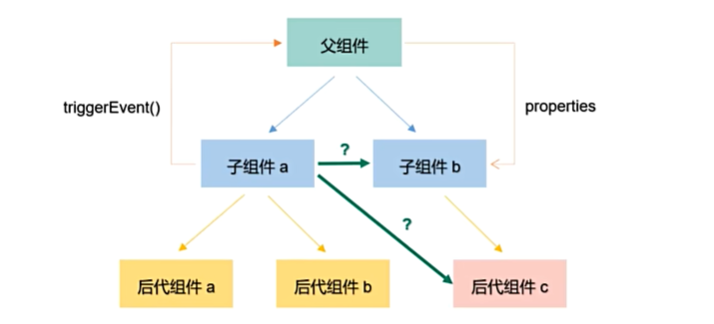 父组件
triggerEvent()
properties
子组件 a
?
子组件 b
?
后代组件 a
后代组件 b
后代组件 c